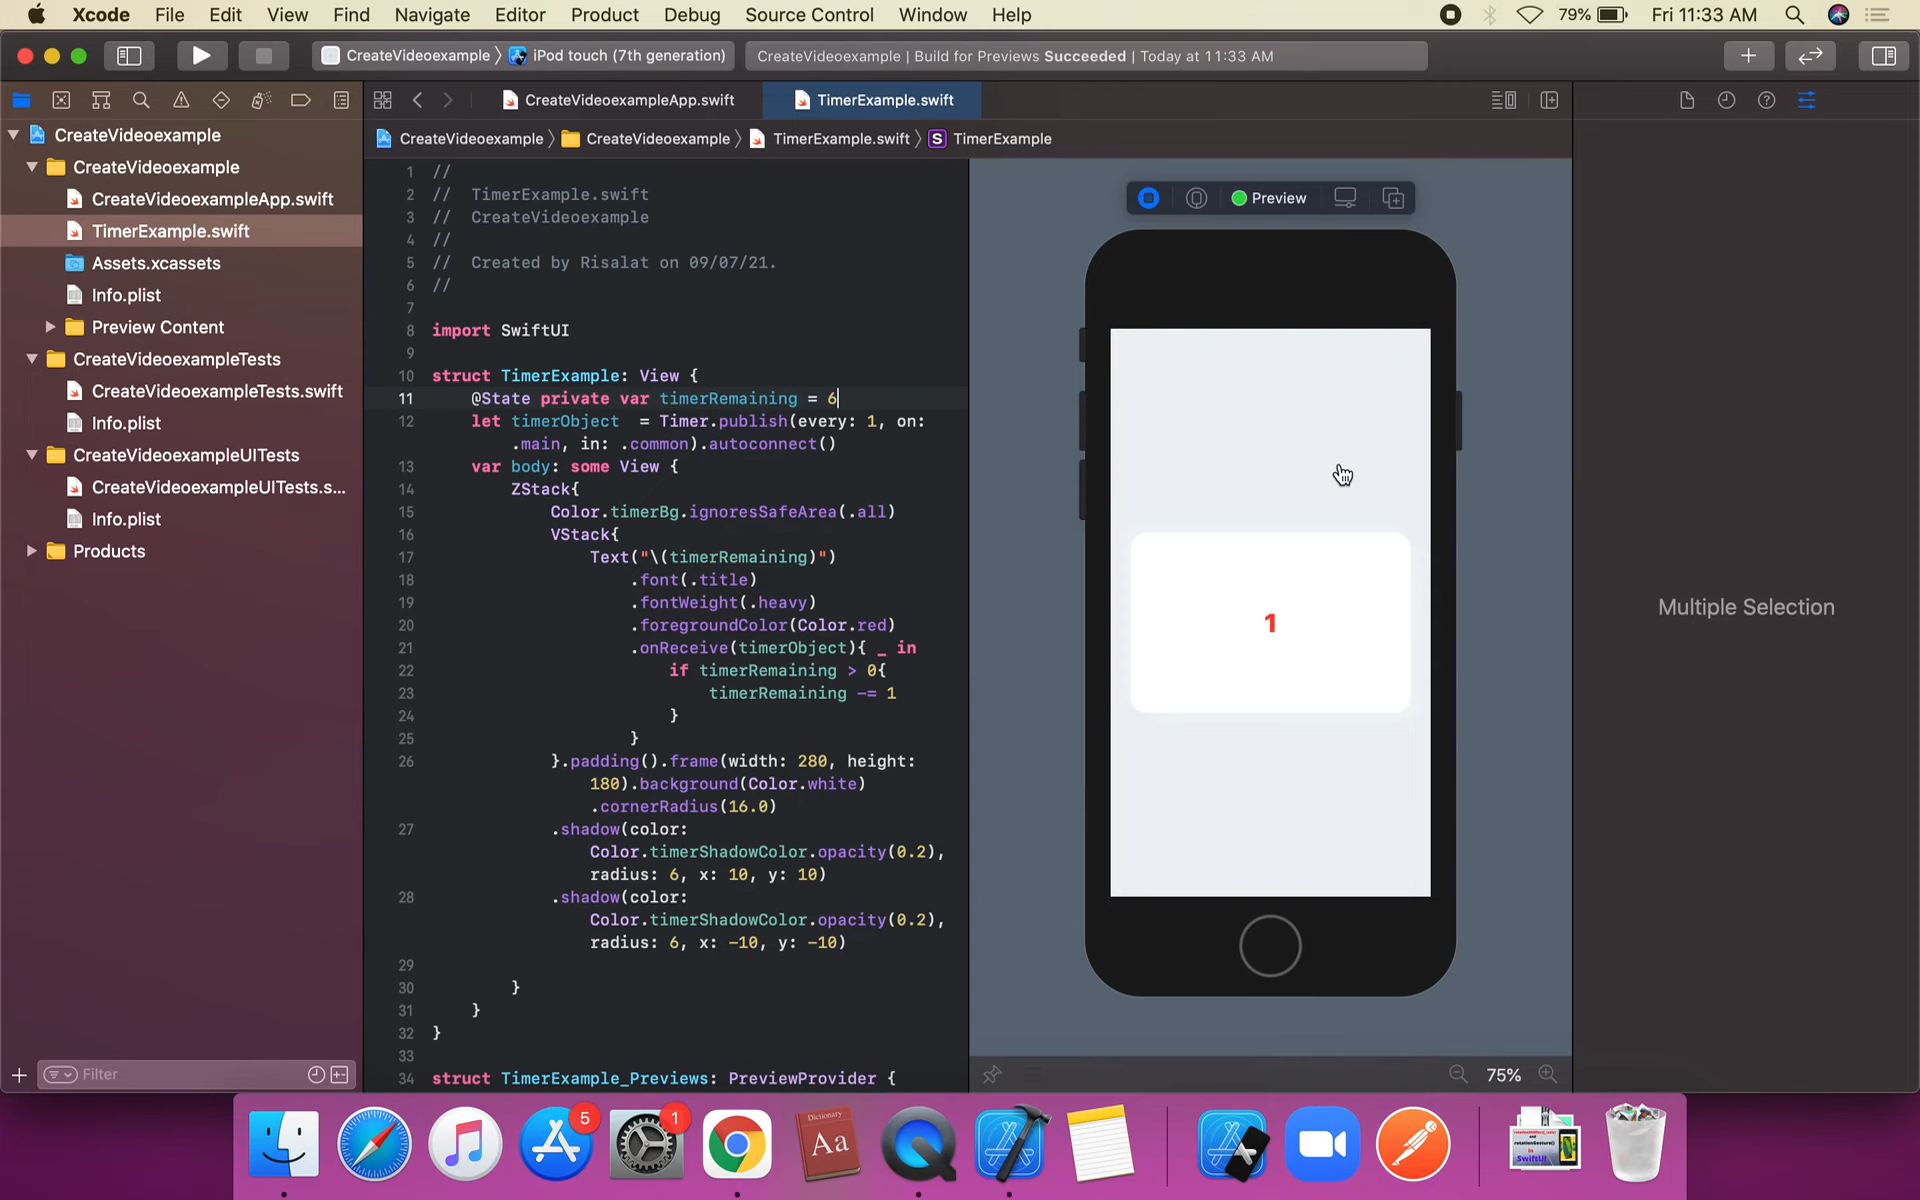 Xcode File Edit View Find Navigate Editor Product Debug Source Control Window Help 79% Fri 11:33 AM
CreateVideoexample 〉 iPod touch (7th generation) CreateVideoexample | Build for Previews Succeeded | Today at 11:33 AM
CreateVideoexampleApp.swift TimerExample.swift
CreateVideoexample 〉 CreateVideoexample 〉 TimerExample.swift 〉 S TimerExample
CreateVideoexample
CreateVideoexample
CreateVideoexampleApp.swift
TimerExample.swift
Assets.xcassets
Info.plist
Preview Content
CreateVideoexampleTests
CreateVideoexampleTests.swift
Info.plist
CreateVideoexampleUITests
CreateVideoexampleUITests.s...
Info.plist
Products
Filter
1 //
2 //  TimerExample.swift
3 //  CreateVideoexample
4 //
5 //  Created by Risalat on 09/07/21.
6 //
7
8 import SwiftUI
9
10 struct TimerExample: View {
11 @State private var timerRemaining = 6
12 let timerObject  = Timer.publish(every: 1, on:
.main, in: .common).autoconnect()
13 var body: some View {
14 ZStack{
15 Color.timerBg.ignoresSafeArea(.all)
16 VStack{
17 Text("\(timerRemaining)")
18 .font(.title)
19 .fontWeight(.heavy)
20 .foregroundColor(Color.red)
21 .onReceive(timerObject){ _ in
22 if timerRemaining > 0{
23 timerRemaining -= 1
24 }
25 }
26 }.padding().frame(width: 280, height:
180).background(Color.white)
.cornerRadius(16.0)
27 .shadow(color:
Color.timerShadowColor.opacity(0.2),
radius: 6, x: 10, y: 10)
28 .shadow(color:
Color.timerShadowColor.opacity(0.2),
radius: 6, x: -10, y: -10)
29
30 }
31 }
32 }
33
34 struct TimerExample_Previews: PreviewProvider {
Preview
1
75%
Multiple Selection
5
1
Dictionary
Aa